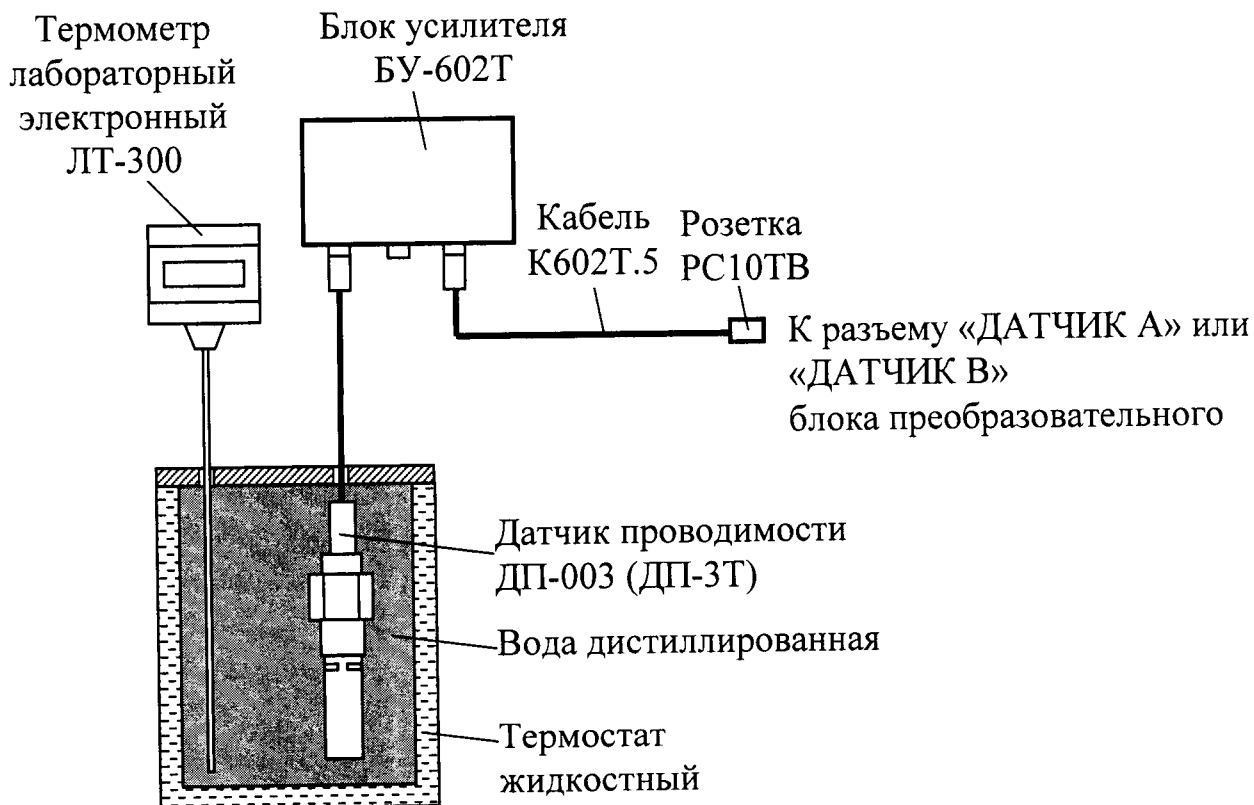 Термометр
лабораторный
электронный
ЛТ-300
Блок усилителя
БУ-602Т
Кабель
К602Т.5
Розетка
РС10ТВ
К разъему «ДАТЧИК А» или
«ДАТЧИК В»
блока преобразовательного
Датчик проводимости
ДП-003 (ДП-3Т)
Вода дистиллированная
Термостат
жидкостный